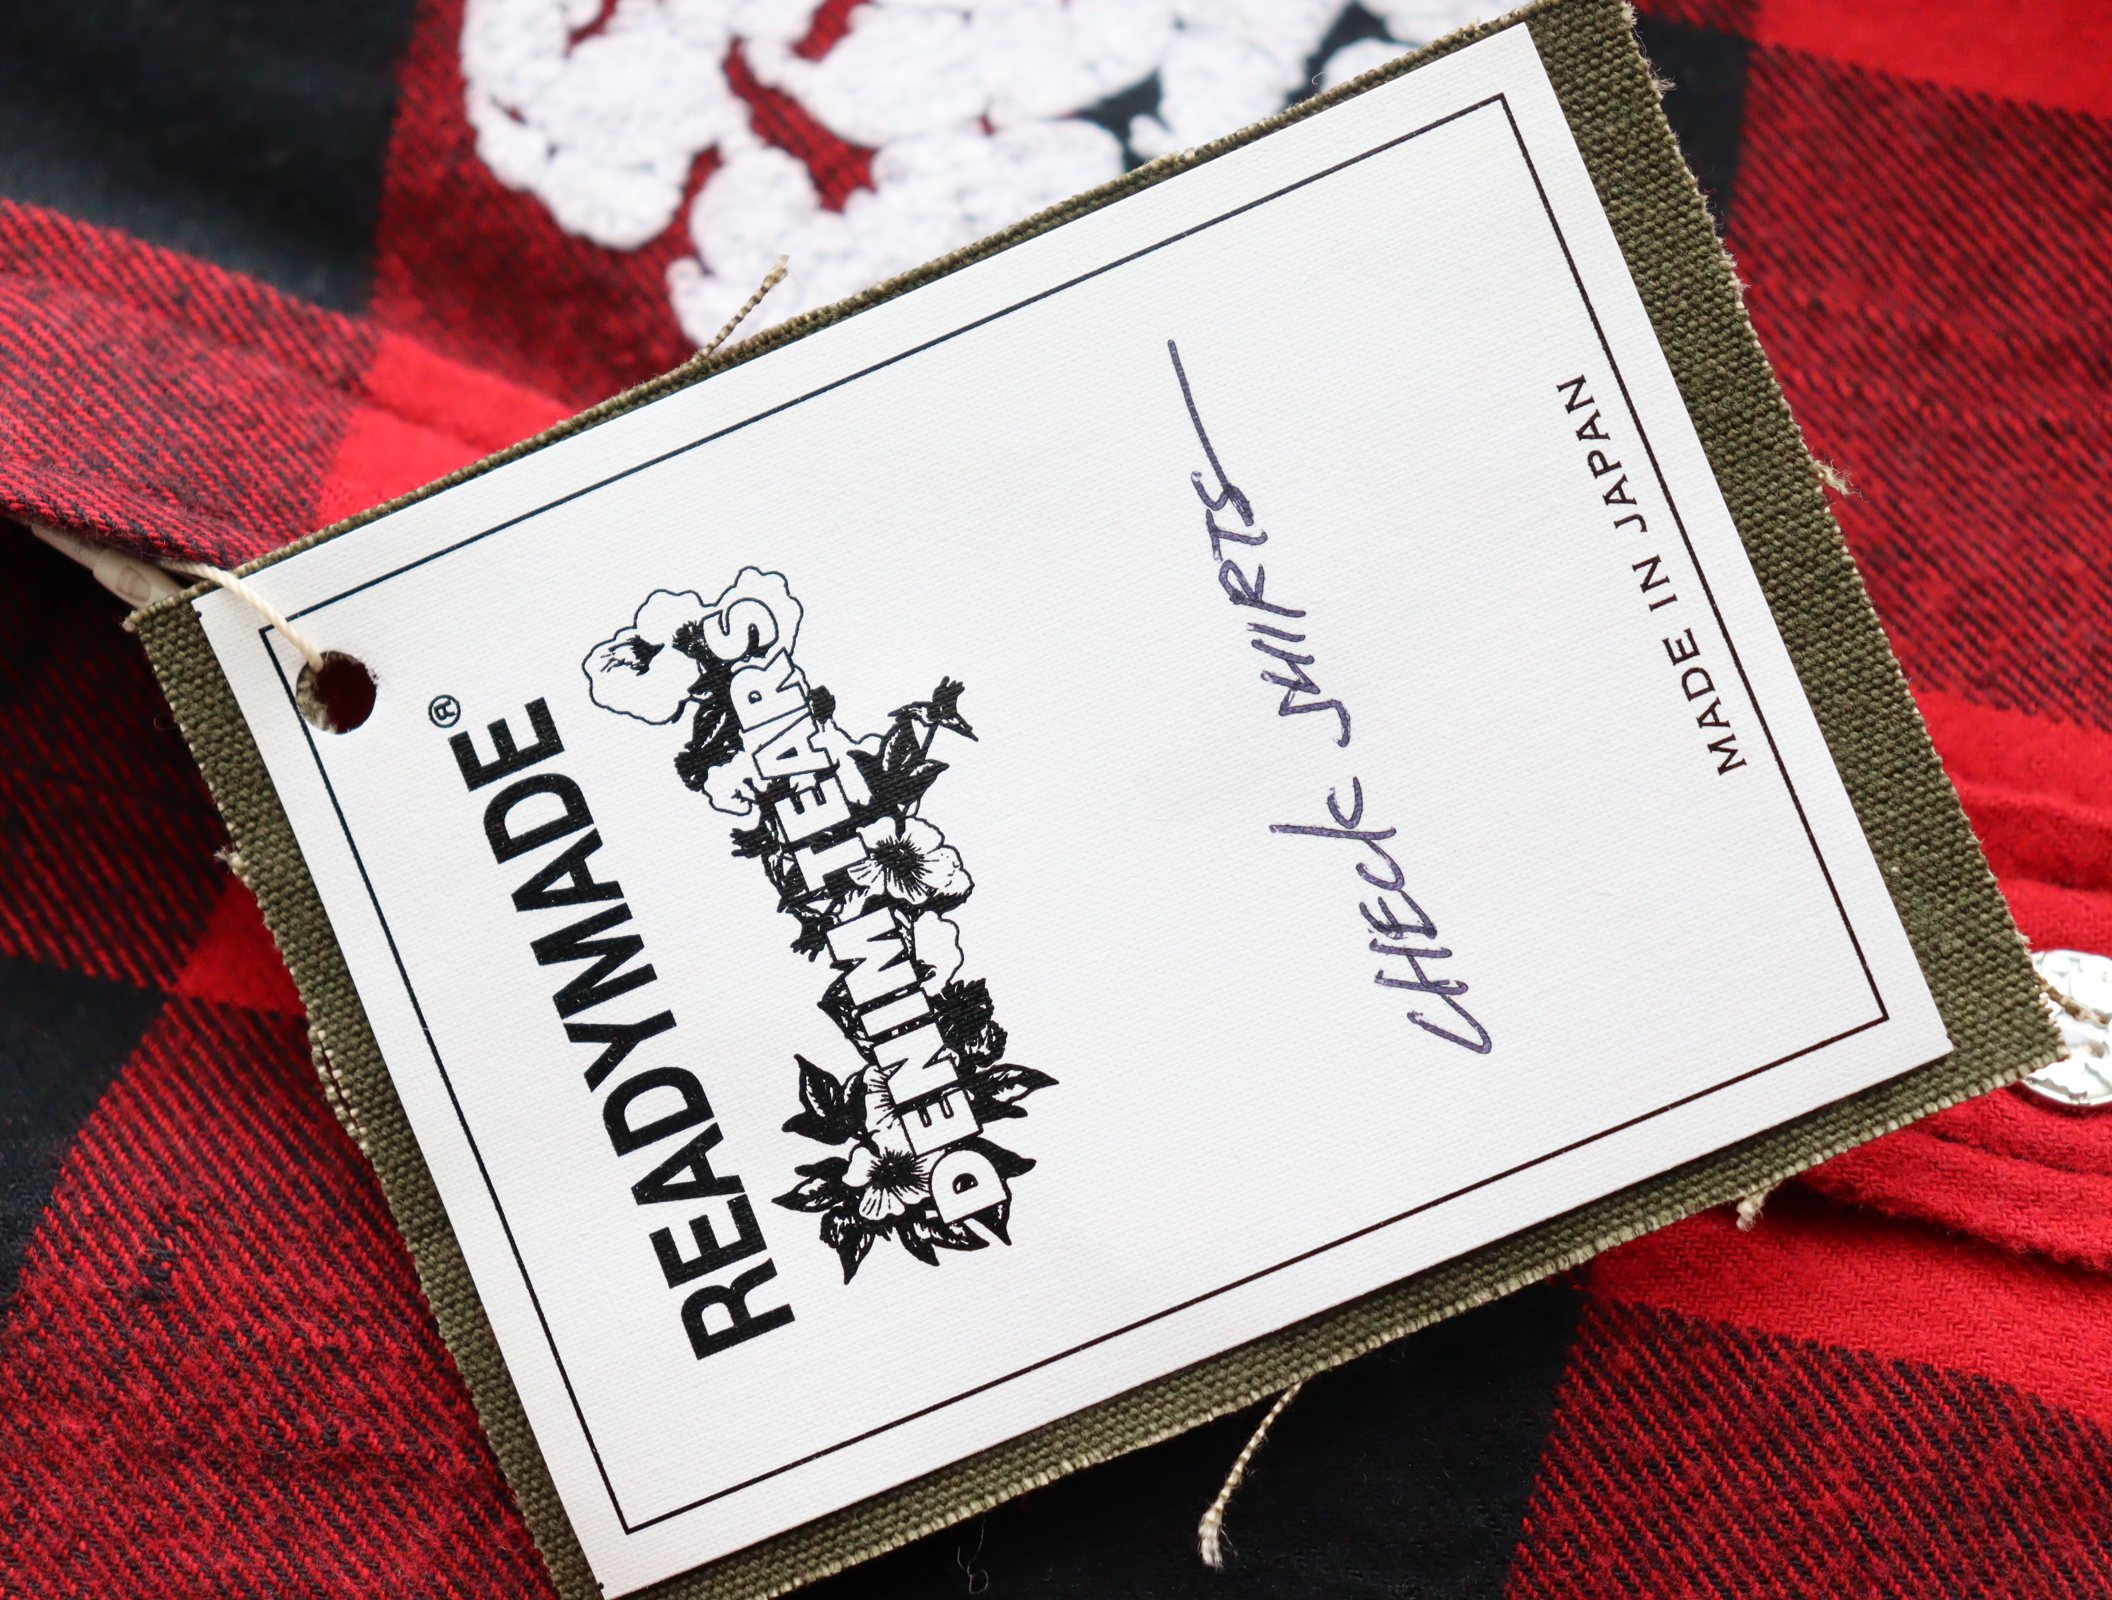 READYMADE®
DENIM TEARS
CHECK SHIRTS
MADE IN JAPAN